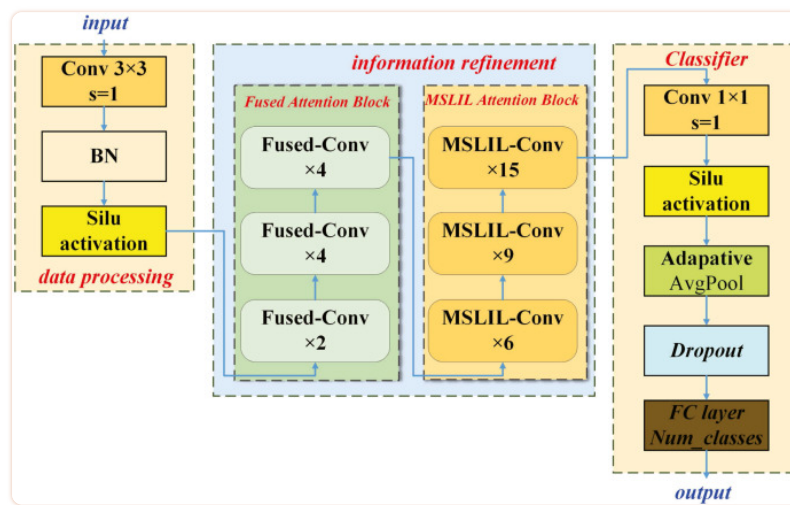 input
Conv 3×3
s=1
BN
Silu
activation
data processing
information refinement
Fused Attention Block
Fused-Conv
×4
Fused-Conv
×4
Fused-Conv
×2
MSLIL Attention Block
MSLIL-Conv
×15
MSLIL-Conv
×9
MSLIL-Conv
×6
Classifier
Conv 1×1
s=1
Silu
activation
Adapative
AvgPool
Dropout
FC layer
Num_classes
output